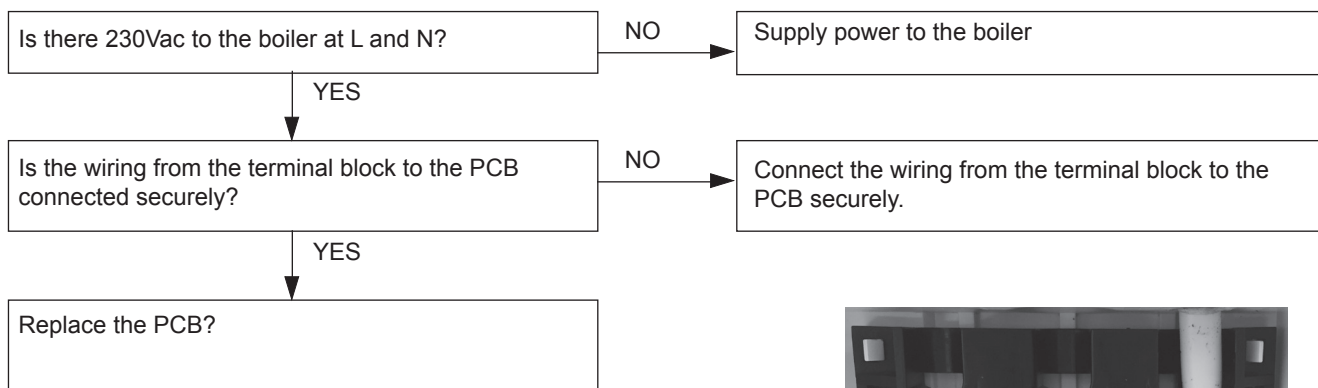 Is there 230Vac to the boiler at L and N?
NO
Supply power to the boiler
YES
Is the wiring from the terminal block to the PCB
connected securely?
NO
Connect the wiring from the terminal block to the
PCB securely.
YES
Replace the PCB?